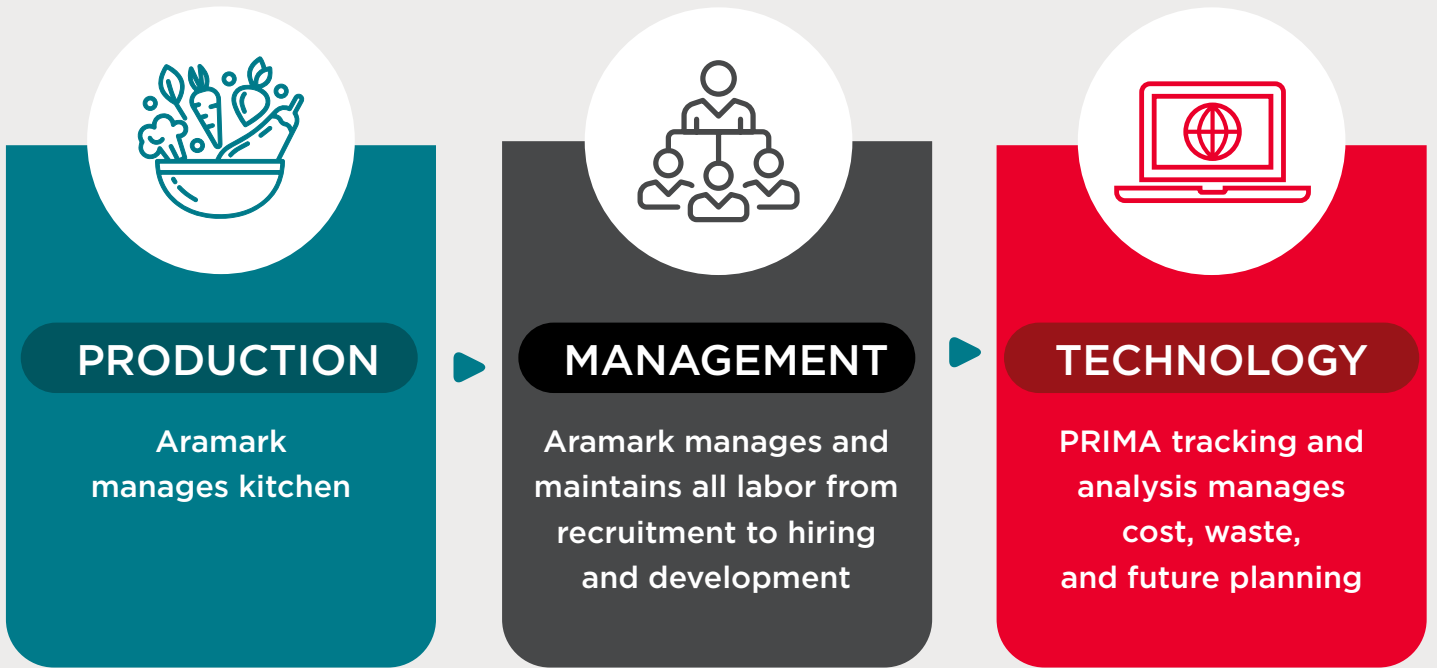 PRODUCTION
Aramark
manages kitchen
MANAGEMENT
Aramark manages and
maintains all labor from
recruitment to hiring
and development
TECHNOLOGY
PRIMA tracking and
analysis manages
cost, waste,
and future planning